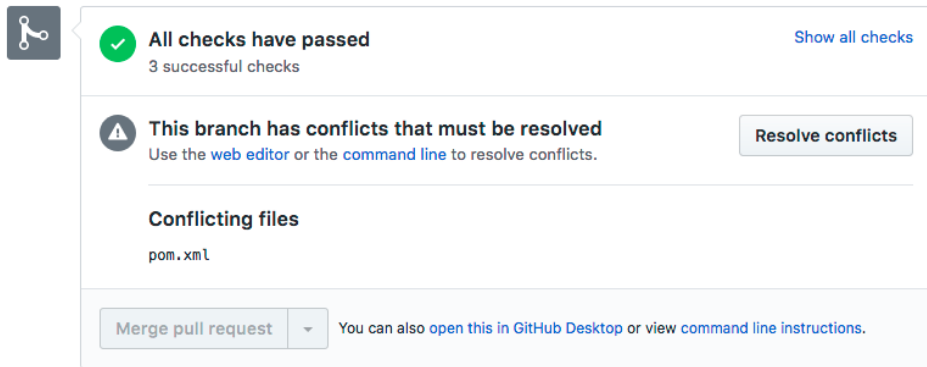 All checks have passed
Show all checks
3 successful checks
This branch has conflicts that must be resolved
Resolve conflicts
Use the web editor or the command line to resolve conflicts.
Conflicting files
pom.xml
Merge pull request
You can also open this in GitHub Desktop or view command line instructions.